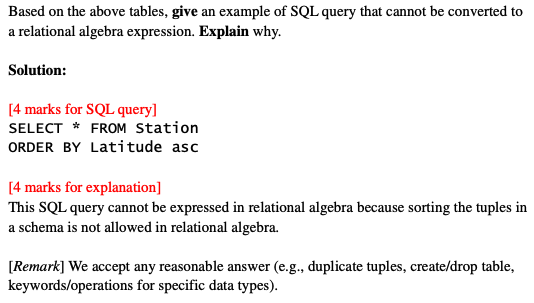 Based on the above tables, give an example of SQL query that cannot be converted to
a relational algebra expression. Explain why.
Solution:
[4 marks for SQL query]
SELECT * FROM Station
ORDER BY Latitude asc
[4 marks for explanation]
This SQL query cannot be expressed in relational algebra because sorting the tuples in
a schema is not allowed in relational algebra.
[Remark] We accept any reasonable answer (e.g., duplicate tuples, create/drop table,
keywords/operations for specific data types).